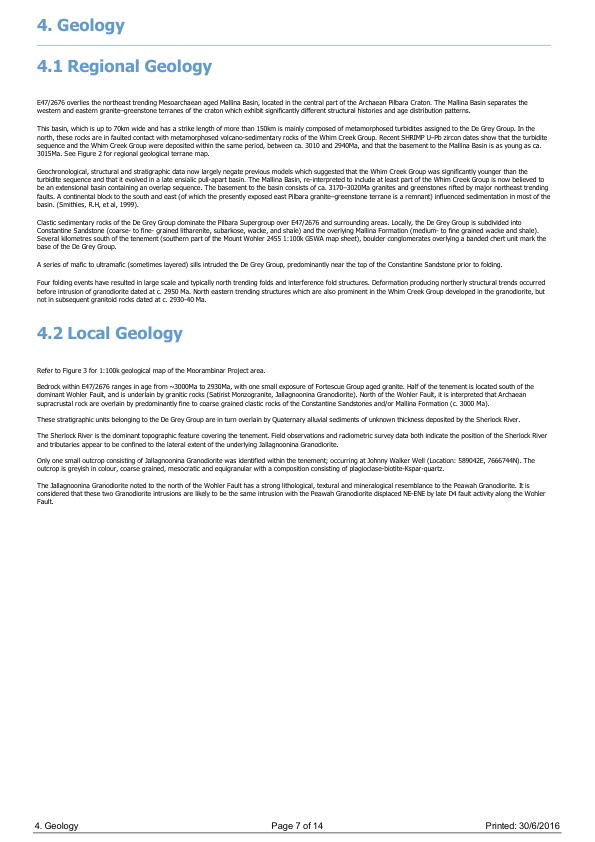 4. Geology
4.1 Regional Geology
E47/2676 overlies the northeast trending Mesoarchaean aged Mallina Basin, located in the central part of the Archaean Pilbara Craton. The Mallina Basin separates the
western and eastern granite–greenstone terranes of the craton which exhibit significantly different structural histories and age distribution patterns.
This basin, which is up to 70km wide and has a strike length of more than 150km is mainly composed of metamorphosed turbidites assigned to the De Grey Group. In the
north, these rocks are in faulted contact with metamorphosed volcano-sedimentary rocks of the Whim Creek Group. Recent SHRIMP U–Pb zircon dates show that the turbidite
sequence and the Whim Creek Group were deposited within the same period, between ca. 3010 and 2940Ma, and that the basement to the Mallina Basin is as young as ca.
3015Ma. See Figure 2 for regional geological terrane map.
Geochronological, structural and stratigraphic data now largely negate previous models which suggested that the Whim Creek Group was significantly younger than the
turbidite sequence and that it evolved in a late ensialic pull-apart basin. The Mallina Basin, re-interpreted to include at least part of the Whim Creek Group is now believed to
be an extensional basin containing an overlap sequence. The basement to the basin consists of ca. 3170–3020Ma granites and greenstones rifted by major northeast trending
faults. A continental block to the south and east (of which the presently exposed east Pilbara granite–greenstone terrane is a remnant) influenced sedimentation in most of the
basin. (Smithies, R.H, et al, 1999).
Clastic sedimentary rocks of the De Grey Group dominate the Pilbara Supergroup over E47/2676 and surrounding areas. Locally, the De Grey Group is subdivided into
Constantine Sandstone (coarse- to fine- grained litharenite, subarkose, wacke, and shale) and the overlying Mallina Formation (medium- to fine grained wacke and shale).
Several kilometres south of the tenement (southern part of the Mount Wohler 2455 1:100k GSWA map sheet), boulder conglomerates overlying a banded chert unit mark the
base of the De Grey Group.
A series of mafic to ultramafic (sometimes layered) sills intruded the De Grey Group, predominantly near the top of the Constantine Sandstone prior to folding.
Four folding events have resulted in large scale and typically north trending folds and interference fold structures. Deformation producing northerly structural trends occurred
before intrusion of granodiorite dated at c. 2950 Ma. North eastern trending structures which are also prominent in the Whim Creek Group developed in the granodiorite, but
not in subsequent granitoid rocks dated at c. 2930-40 Ma.
4.2 Local Geology
Refer to Figure 3 for 1:100k geological map of the Moorambinar Project area.
Bedrock within E47/2676 ranges in age from ~3000Ma to 2930Ma, with one small exposure of Fortescue Group aged granite. Half of the tenement is located south of the
dominant Wohler Fault, and is underlain by granitic rocks (Satirist Monzogranite, Jallagnoonina Granodiorite). North of the Wohler Fault, it is interpreted that Archaean
supracrustal rock are overlain by predominantly fine to coarse grained clastic rocks of the Constantine Sandstones and/or Mallina Formation (c. 3000 Ma).
These stratigraphic units belonging to the De Grey Group are in turn overlain by Quaternary alluvial sediments of unknown thickness deposited by the Sherlock River.
The Sherlock River is the dominant topographic feature covering the tenement. Field observations and radiometric survey data both indicate the position of the Sherlock River
and tributaries appear to be confined to the lateral extent of the underlying Jallagnoonina Granodiorite.
Only one small outcrop consisting of Jallagnoonina Granodiorite was identified within the tenement; occurring at Johnny Walker Well (Location: 589042E, 7666744N). The
outcrop is greyish in colour, coarse grained, mesocratic and equigranular with a composition consisting of plagioclase-biotite-Kspar-quartz.
The Jallagnoonina Granodiorite noted to the north of the Wohler Fault has a strong lithological, textural and mineralogical resemblance to the Peawah Granodiorite. It is
considered that these two Granodiorite intrusions are likely to be the same intrusion with the Peawah Granodiorite displaced NE-ENE by late D4 fault activity along the Wohler
Fault.
4. Geology
Page 7 of 14
Printed: 30/6/2016